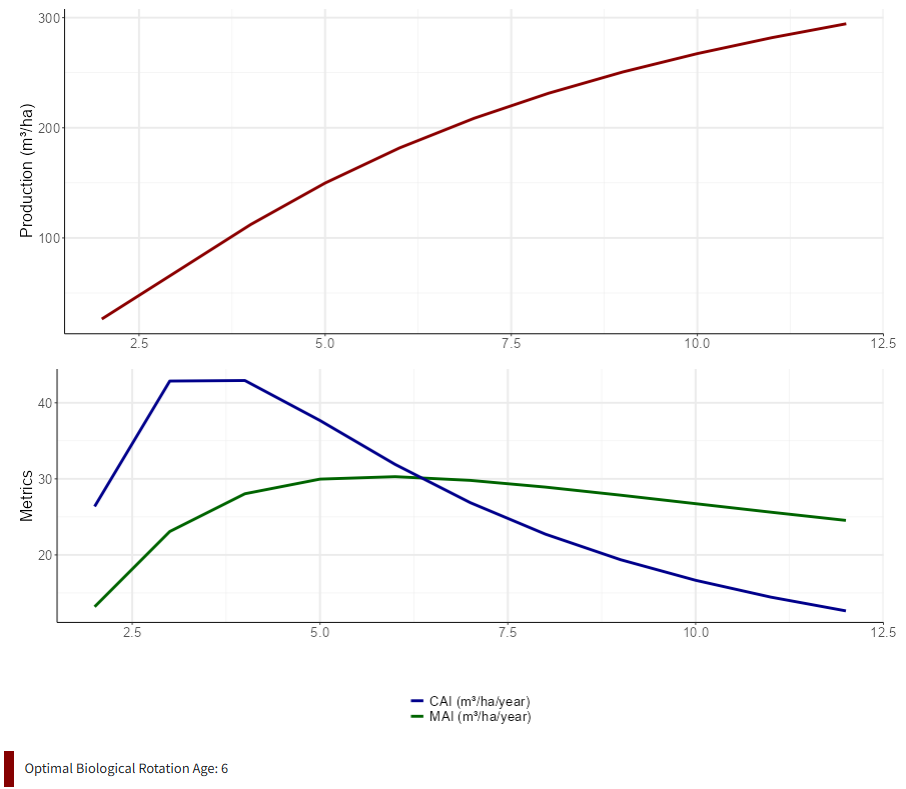 300
200
100
Production (m³/ha)
2.5 5.0 7.5 10.0 12.5
40
30
20
Metrics
2.5 5.0 7.5 10.0 12.5
CAI (m³/ha/year)
MAI (m³/ha/year)
Optimal Biological Rotation Age: 6